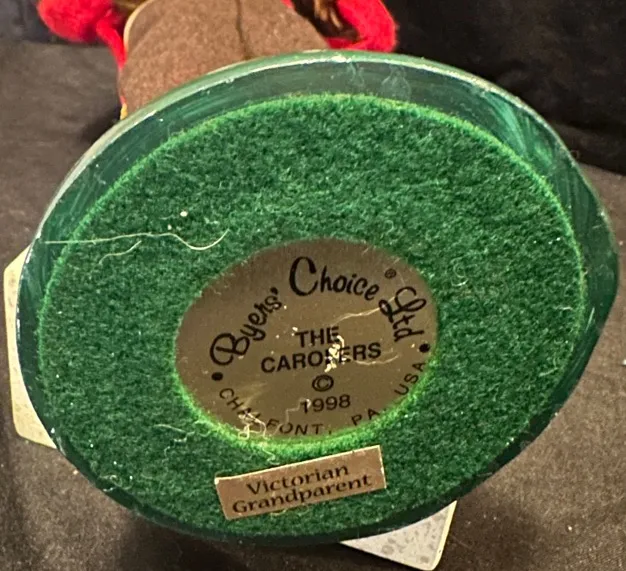 Byers' Choice® Ltd
THE
CAROLERS
©
1998
• CHALFONT, PA. USA •
Victorian
Grandparent